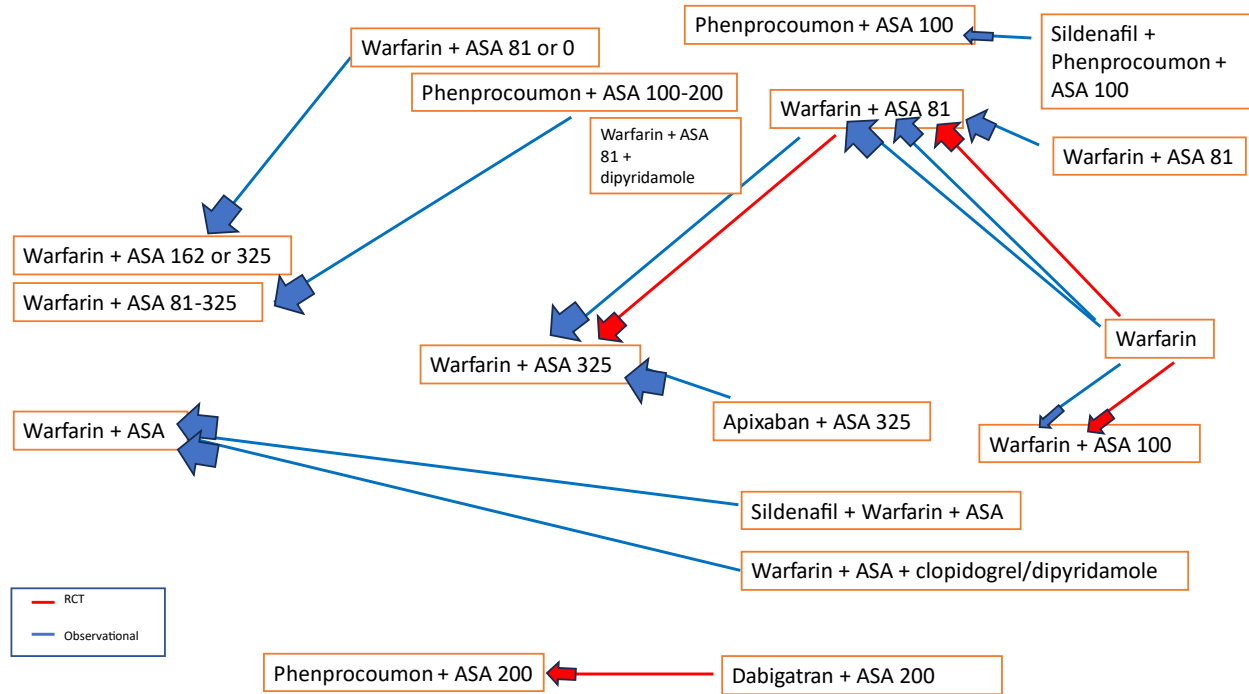 Phenprocoumon + ASA 100
Sildenafil +
Phenprocoumon +
ASA 100
Warfarin + ASA 81 or 0
Phenprocoumon + ASA 100-200
Warfarin + ASA 81
Warfarin + ASA
81 +
dipyridamole
Warfarin + ASA 81
Warfarin + ASA 162 or 325
Warfarin + ASA 81-325
Warfarin
Warfarin + ASA 325
Apixaban + ASA 325
Warfarin + ASA
Warfarin + ASA 100
Sildenafil + Warfarin + ASA
Warfarin + ASA + clopidogrel/dipyridamole
RCT
Observational
Phenprocoumon + ASA 200
Dabigatran + ASA 200